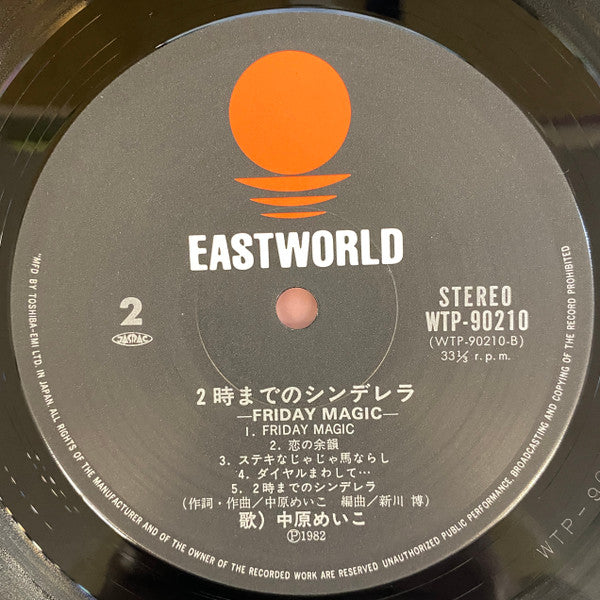 EASTWORLD
2
JASRAC
STEREO
WTP-90210
(WTP-90210-B)
33⅓ r.p.m.
2時までのシンデレラ
—FRIDAY MAGIC—
1. FRIDAY MAGIC
2. 恋の余韻
3. ステキなじゃじゃ馬ならし
4. ダイヤルまわして…
5. 2時までのシンデレラ
(作詞・作曲/中原めいこ 編曲/新川 博)
歌) 中原めいこ
Ⓟ1982
"MFD BY TOSHIBA-EMI LTD. IN JAPAN ALL RIGHTS OF THE MANUFACTURER AND OF THE OWNER OF THE RECORDED WORK ARE RESERVED UNAUTHORIZED PUBLIC PERFORMANCE, BROADCASTING AND COPYING OF THE RECORD PROHIBITED
WTP-90